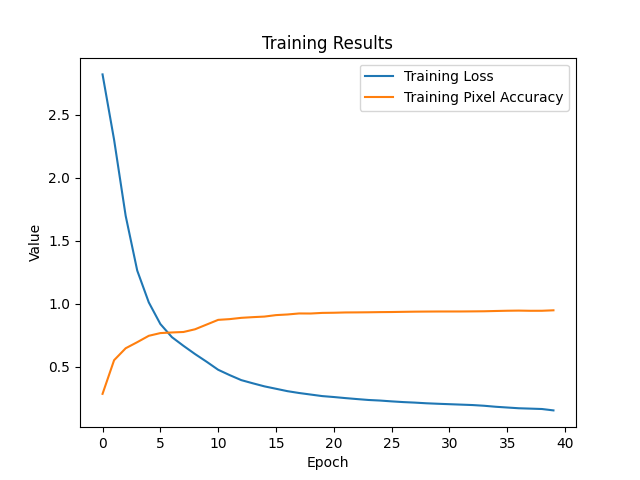 Training Results
Training Loss
Training Pixel Accuracy
Value
2.5
2.0
1.5
1.0
0.5
0 5 10 15 20 25 30 35 40
Epoch